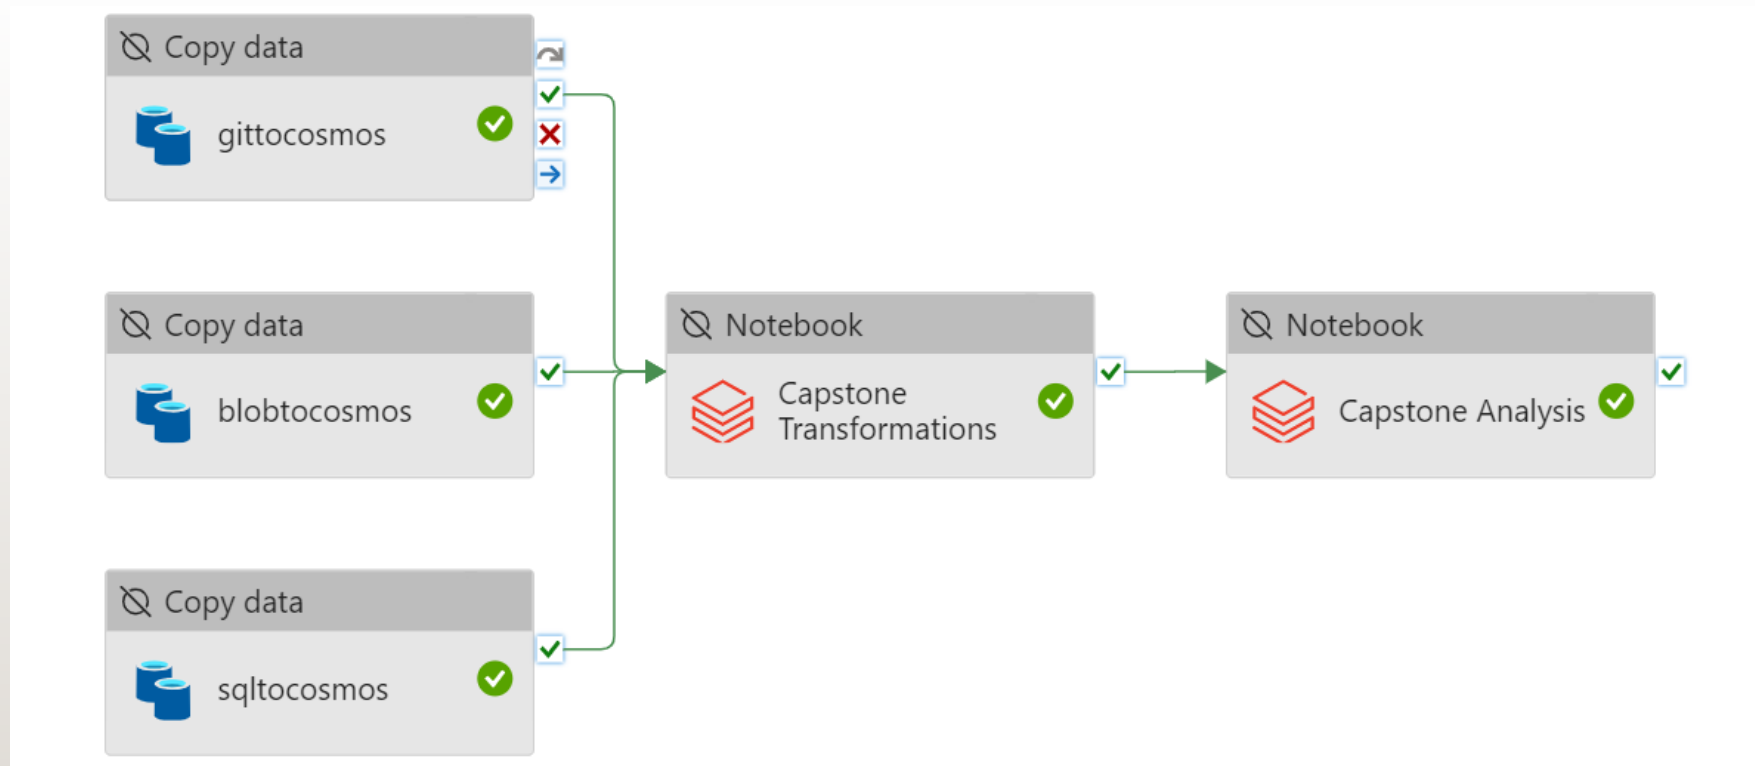 Copy data
gittocosmos
Copy data
blobtocosmos
Notebook
Capstone
Transformations
Notebook
Capstone Analysis
Copy data
sqltocosmos